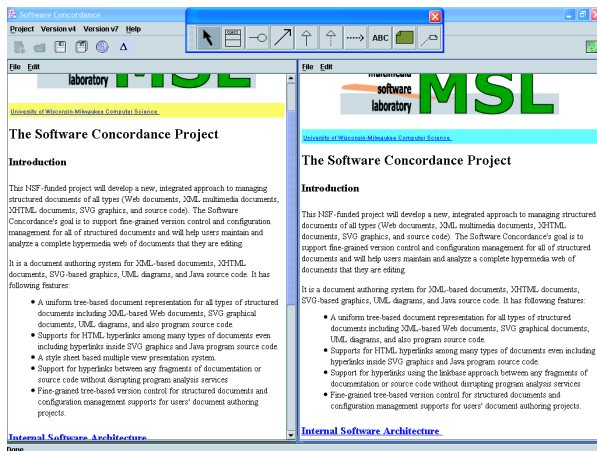 Software Concordance
Project Version v4 Version v7 Help
CLASS
ABC
Δ
File Edit
laboratory MSL
University of Wisconsin-Milwaukee Computer Science
The Software Concordance Project
Introduction
This NSF-funded project will develop a new, integrated approach to managing
structured documents of all types (Web documents, XML multimedia documents,
XHTML documents, SVG graphics, and source code). The Software
Concordance's goal is to support fine-grained version control and configuration
management for all of structured documents and will help users maintain and
analyze a complete hypermedia web of documents that they are editing.
It is a document authoring system for XML-based documents, XHTML
documents, SVG-based graphics, UML diagrams, and Java source code. It has
following features:
● A uniform tree-based document representation for all types of structured
documents including XML-based Web documents, SVG graphical
documents, UML diagrams, and also program source code.
● Supports for HTML hyperlinks among many types of documents even
including hyperlinks inside SVG graphics and Java program source code.
● A style sheet based multiple view presentation system.
● Support for hyperlinks between any fragments of documentation or
source code without disrupting program analysis services
● Fine-grained tree-based version control for structured documents and
configuration management supports for users' document authoring
projects.
Internal Software Architecture
Done
File Edit
multimedia
software
laboratory MSL
University of Wisconsin-Milwaukee Computer Science
The Software Concordance Project
Introduction
This NSF-funded project will develop a new, integrated approach to managing structured
documents of all types (Web documents, XML multimedia documents, XHTML
documents, SVG graphics, and source code). The Software Concordance's goal is to
support fine-grained version control and configuration management for all of structured
documents and will help users maintain and analyze a complete hypermedia web of
documents that they are editing.
It is a document authoring system for XML-based documents, XHTML documents,
SVG-based graphics, UML diagrams, and Java source code. It has following features:
● A uniform tree-based document representation for all types of structured
documents including XML-based Web documents, SVG graphical documents,
UML diagrams, and also program source code.
● Supports for HTML hyperlinks among many types of documents even including
hyperlinks inside SVG graphics and Java program source code.
● Support for hyperlinks using the linkbase approach between any fragments of
documentation or source code without disrupting program analysis services
● Fine-grained tree-based version control for structured documents and
configuration management supports for users' document authoring projects.
Internal Software Architecture